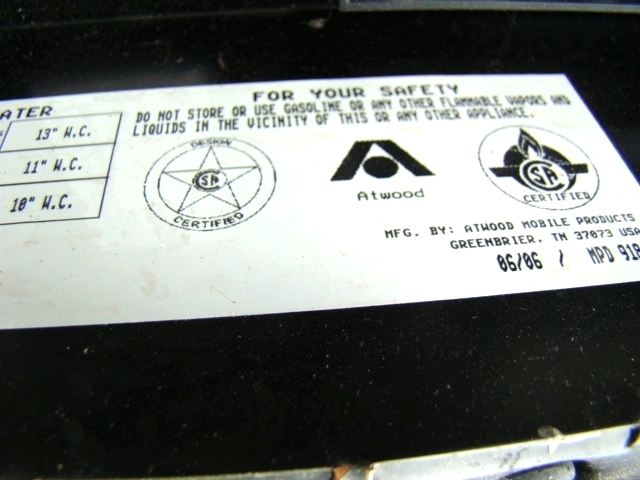 ATER
13" W.C.
11" W.C.
10" W.C.
FOR YOUR SAFETY
DO NOT STORE OR USE GASOLINE OR ANY OTHER FLAMMABLE VAPORS AND
LIQUIDS IN THE VICINITY OF THIS OR ANY OTHER APPLIANCE.
DESIGN
CERTIFIED
Atwood
CERTIFIED
MFG. BY: ATWOOD MOBILE PRODUCTS
GREENBRIER, TN 37073 USA
06/06 / MPD 918